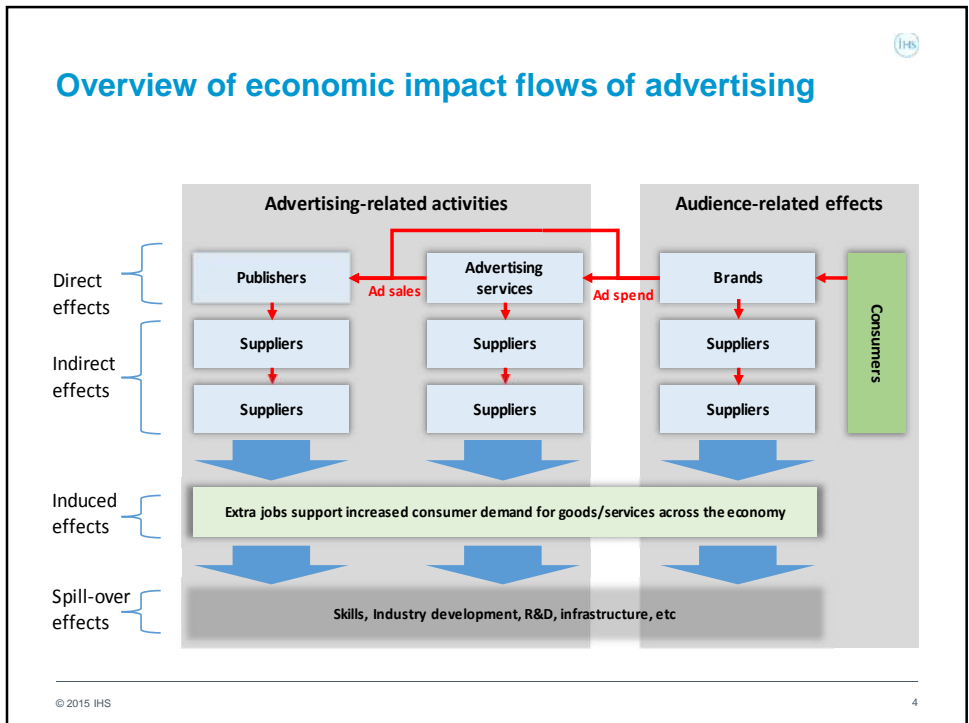 IHS
Overview of economic impact flows of advertising
Advertising-related activities
Audience-related effects
Direct
effects
Publishers
Ad sales
Advertising
services
Ad spend
Brands
Consumers
Indirect
effects
Suppliers
Suppliers
Suppliers
Suppliers
Suppliers
Suppliers
Induced
effects
Extra jobs support increased consumer demand for goods/services across the economy
Spill-over
effects
Skills, Industry development, R&D, infrastructure, etc
© 2015 IHS
4